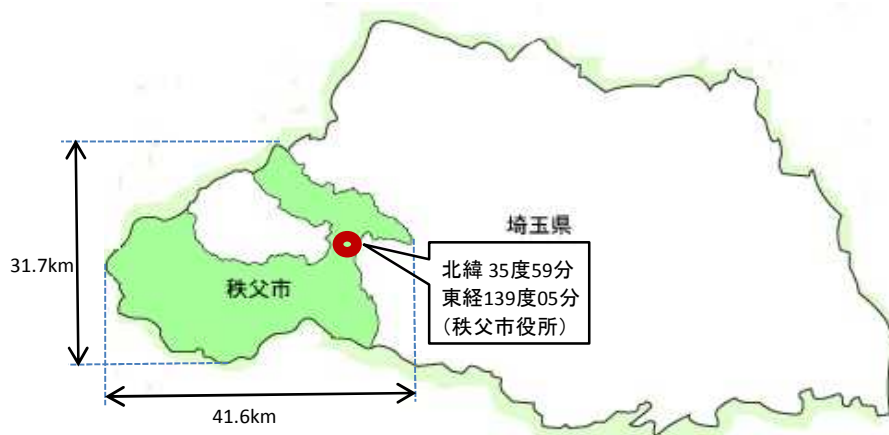 埼玉県
31.7km
北緯 35度59分
東経139度05分
（秩父市役所）
秩父市
41.6km